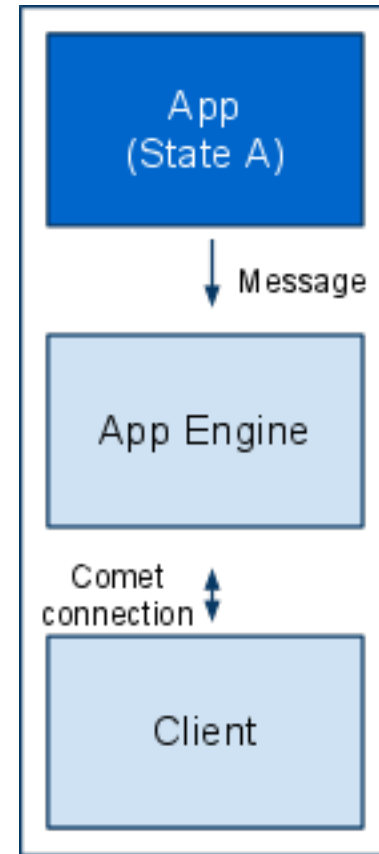 App
(State A)
Message
App Engine
Comet
connection
Client